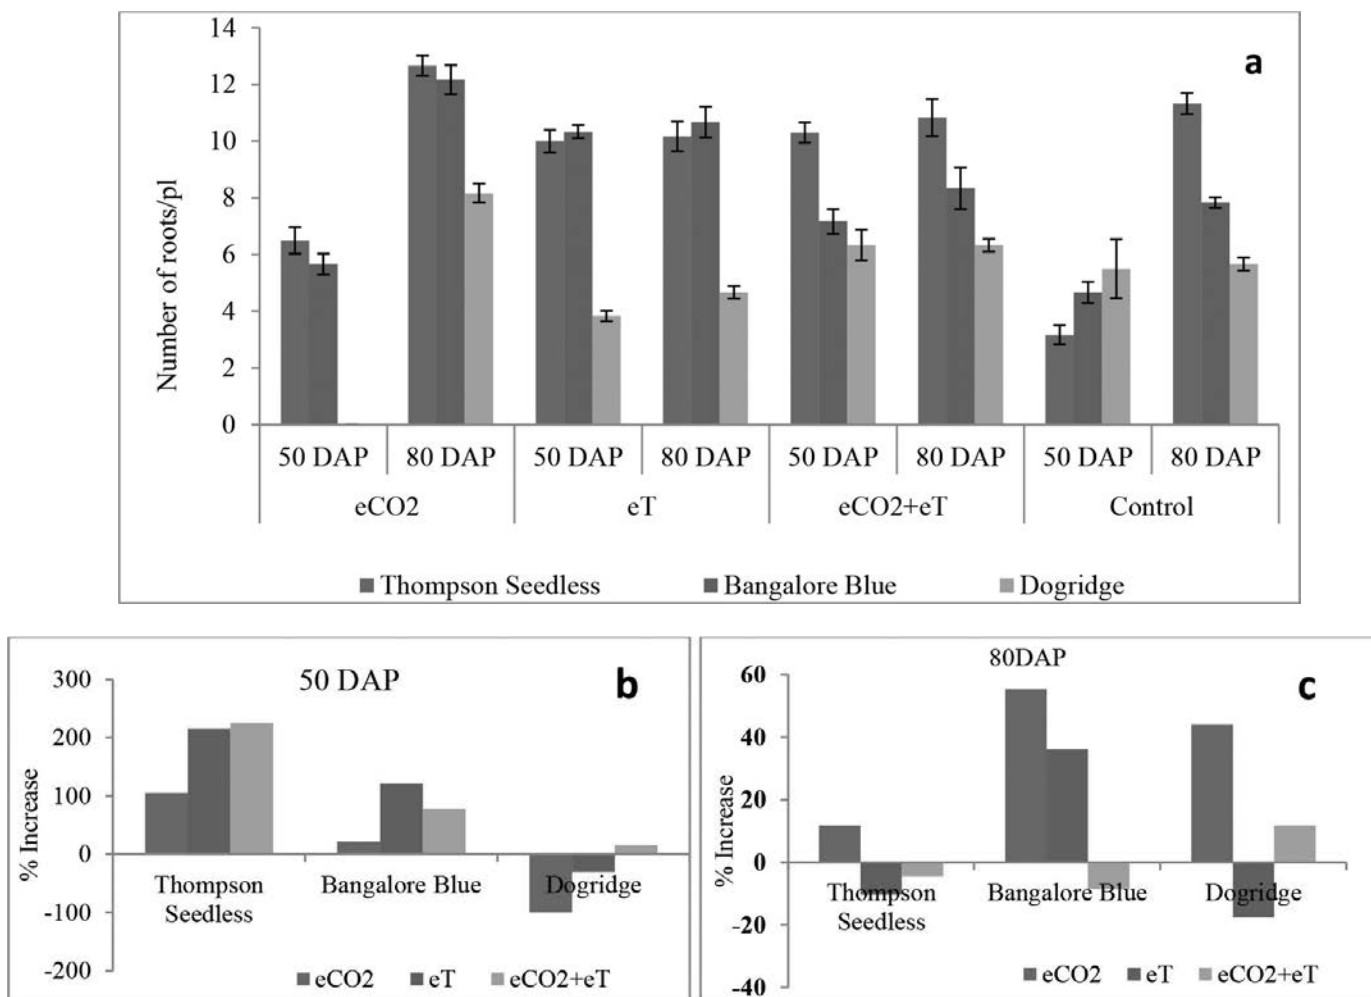 a
14
12
10
8
6
4
2
0
Number of roots/pl
50 DAP 80 DAP 50 DAP 80 DAP 50 DAP 80 DAP 50 DAP 80 DAP
eCO2 eT eCO2+eT Control
Thompson Seedless Bangalore Blue Dogridge
50 DAP b
300
200
100
0
-100
-200
% Increase
Thompson Seedless Bangalore Blue Dogridge
eCO2 eT eCO2+eT
80DAP
c
60
40
20
0
-20
-40
% Increase
Thompson Seedless Bangalore Blue Dogridge
eCO2 eT eCO2+eT